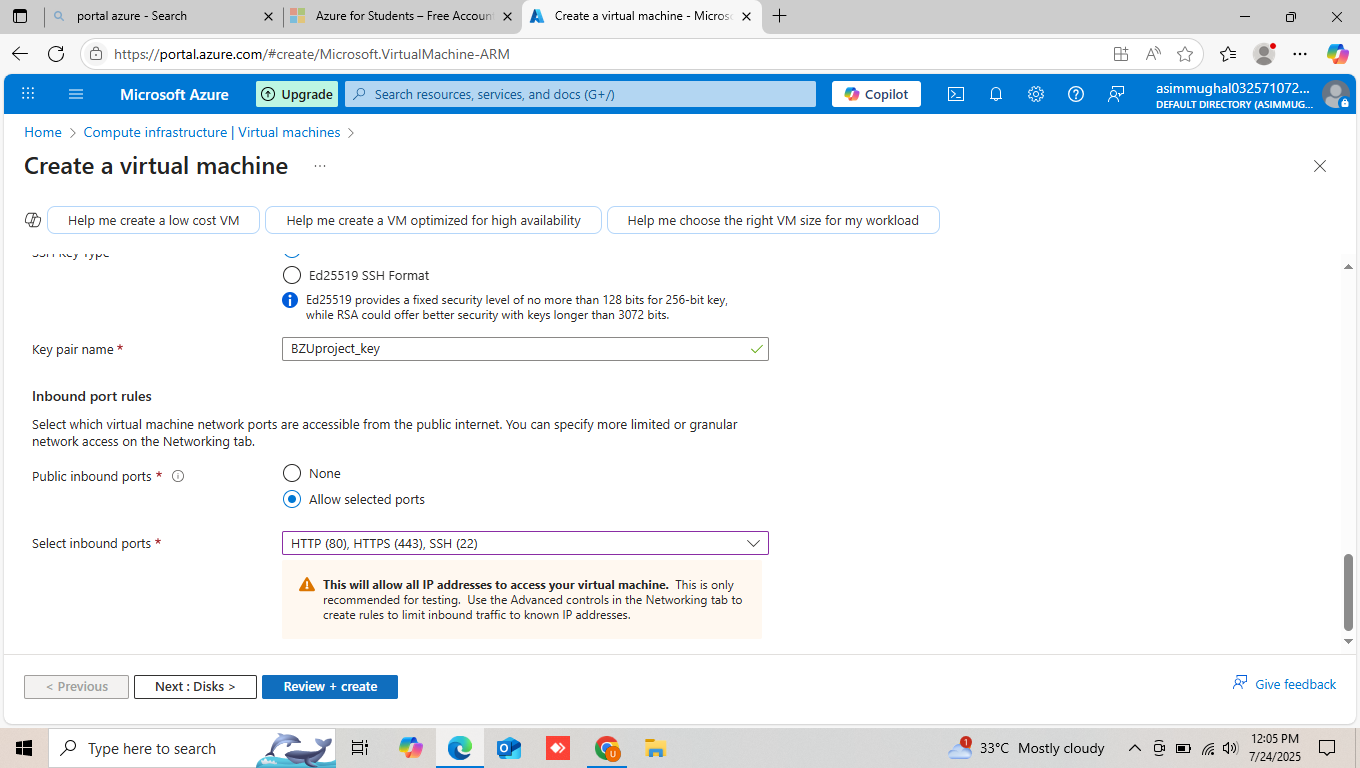 portal azure - Search
Azure for Students – Free Account
Create a virtual machine - Microso
https://portal.azure.com/#create/Microsoft.VirtualMachine-ARM
Microsoft Azure
Upgrade
Search resources, services, and docs (G+/)
Copilot
asimmughal032571072...
DEFAULT DIRECTORY (ASIMMUG...
Home > Compute infrastructure | Virtual machines >
Create a virtual machine ...
Help me create a low cost VM
Help me create a VM optimized for high availability
Help me choose the right VM size for my workload
SSH Key Type
Ed25519 SSH Format
Ed25519 provides a fixed security level of no more than 128 bits for 256-bit key,
while RSA could offer better security with keys longer than 3072 bits.
Key pair name *
BZUproject_key
Inbound port rules
Select which virtual machine network ports are accessible from the public internet. You can specify more limited or granular
network access on the Networking tab.
Public inbound ports *
None
Allow selected ports
Select inbound ports *
HTTP (80), HTTPS (443), SSH (22)
This will allow all IP addresses to access your virtual machine. This is only
recommended for testing. Use the Advanced controls in the Networking tab to
create rules to limit inbound traffic to known IP addresses.
< Previous
Next : Disks >
Review + create
Give feedback
Type here to search
1
33°C Mostly cloudy
12:05 PM
7/24/2025